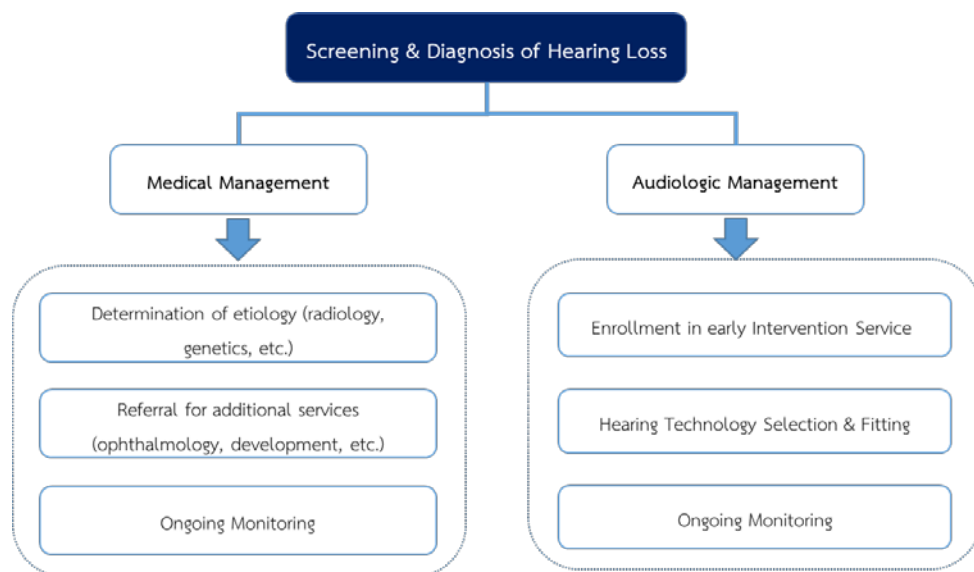 Screening & Diagnosis of Hearing Loss
Medical Management
Audiologic Management
Determination of etiology (radiology,
genetics, etc.)
Referral for additional services
(ophthalmology, development, etc.)
Ongoing Monitoring
Enrollment in early Intervention Service
Hearing Technology Selection & Fitting
Ongoing Monitoring